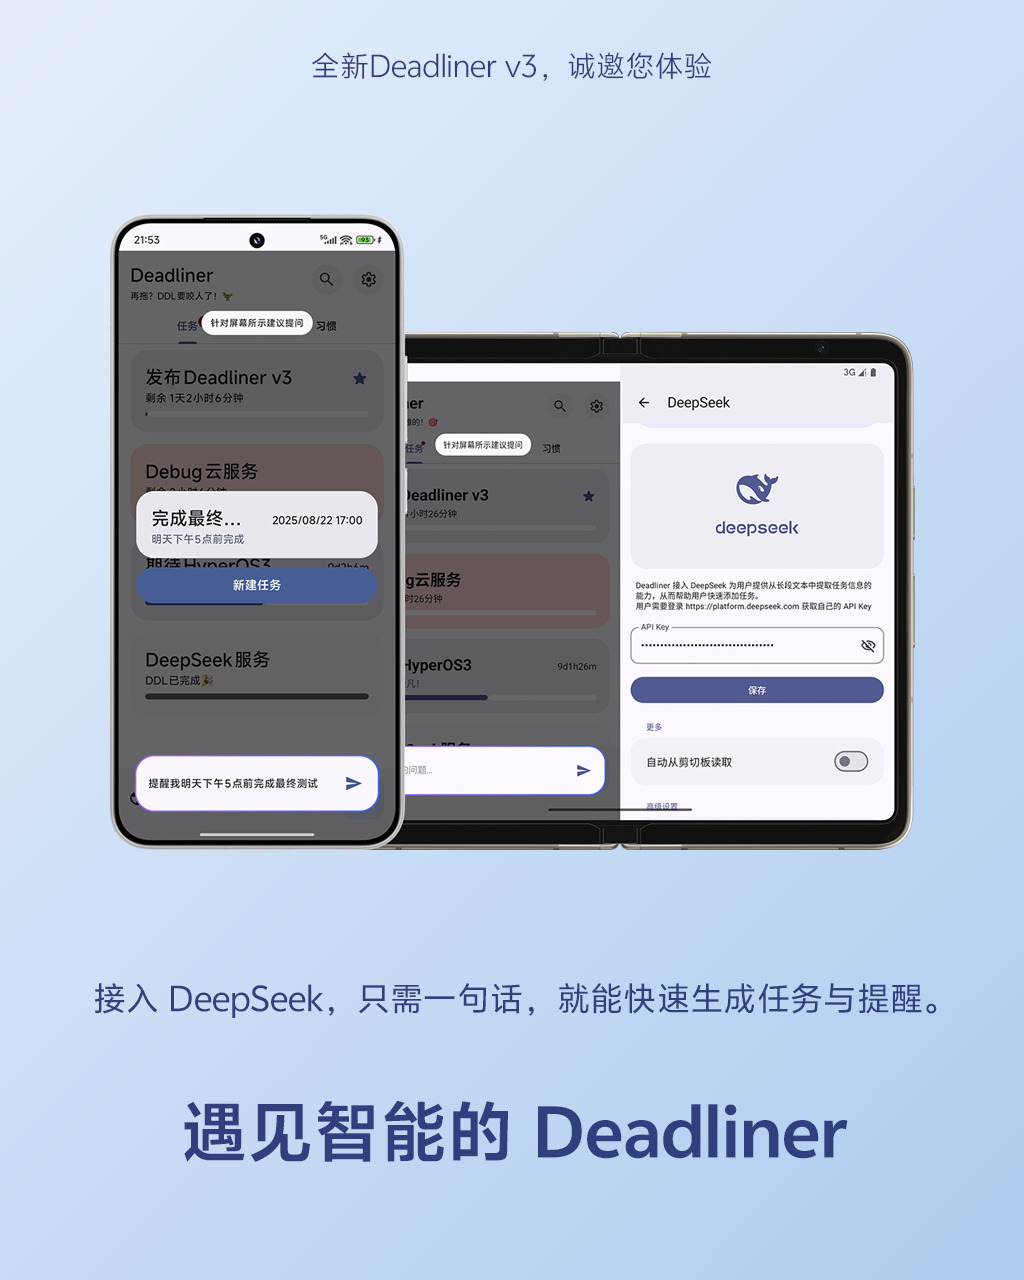 全新Deadliner v3，诚邀您体验
21:53
5G
93
Deadliner
再拖？DDL要咬人了！
任务
针对屏幕所示建议提问
习惯
发布Deadliner v3
剩余 1天2小时6分钟
Debug 云服务
完成最终...
2025/08/22 17:00
明天下午5点前完成
期待HyperOS3
9d2h6m
新建任务
DeepSeek 服务
DDL已完成🎉
提醒我明天下午5点前完成最终测试
ner
任务
针对屏幕所示建议提问
习惯
Deadliner v3
小时26分钟
g云服务
时26分钟
HyperOS3
9d1h26m
凡！
的问题...
3G
DeepSeek
deepseek
Deadliner 接入 DeepSeek 为用户提供从长段文本中提取任务信息的
能力，从而帮助用户快速添加任务。
用户需要登录 https://platform.deepseek.com 获取自己的 API Key
API Key
保存
更多
自动从剪切板读取
高级设置
接入 DeepSeek，只需一句话，就能快速生成任务与提醒。
遇见智能的 Deadliner